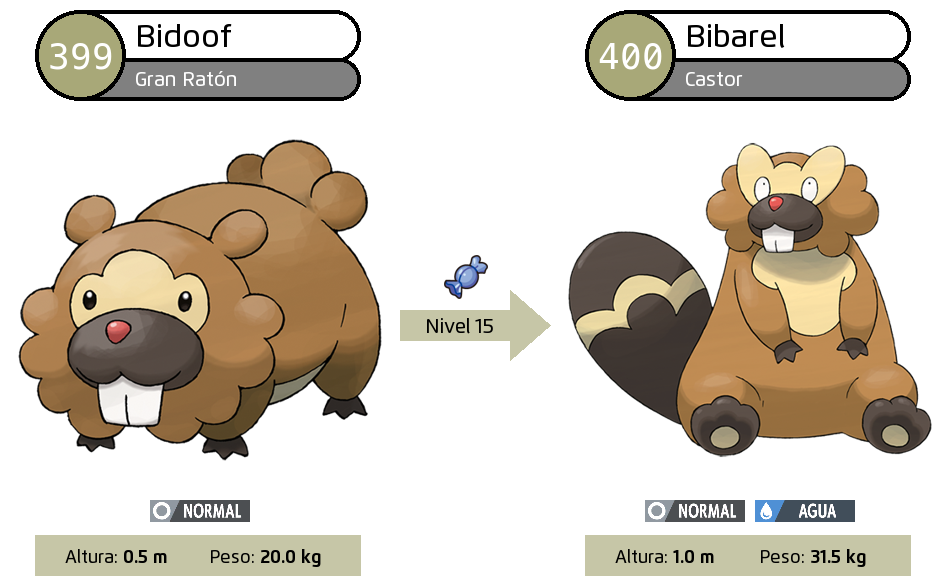 399
Bidoof
Gran Ratón
400
Bibarel
Castor
Nivel 15
NORMAL
NORMAL
AGUA
Altura: 0.5 m
Peso: 20.0 kg
Altura: 1.0 m
Peso: 31.5 kg